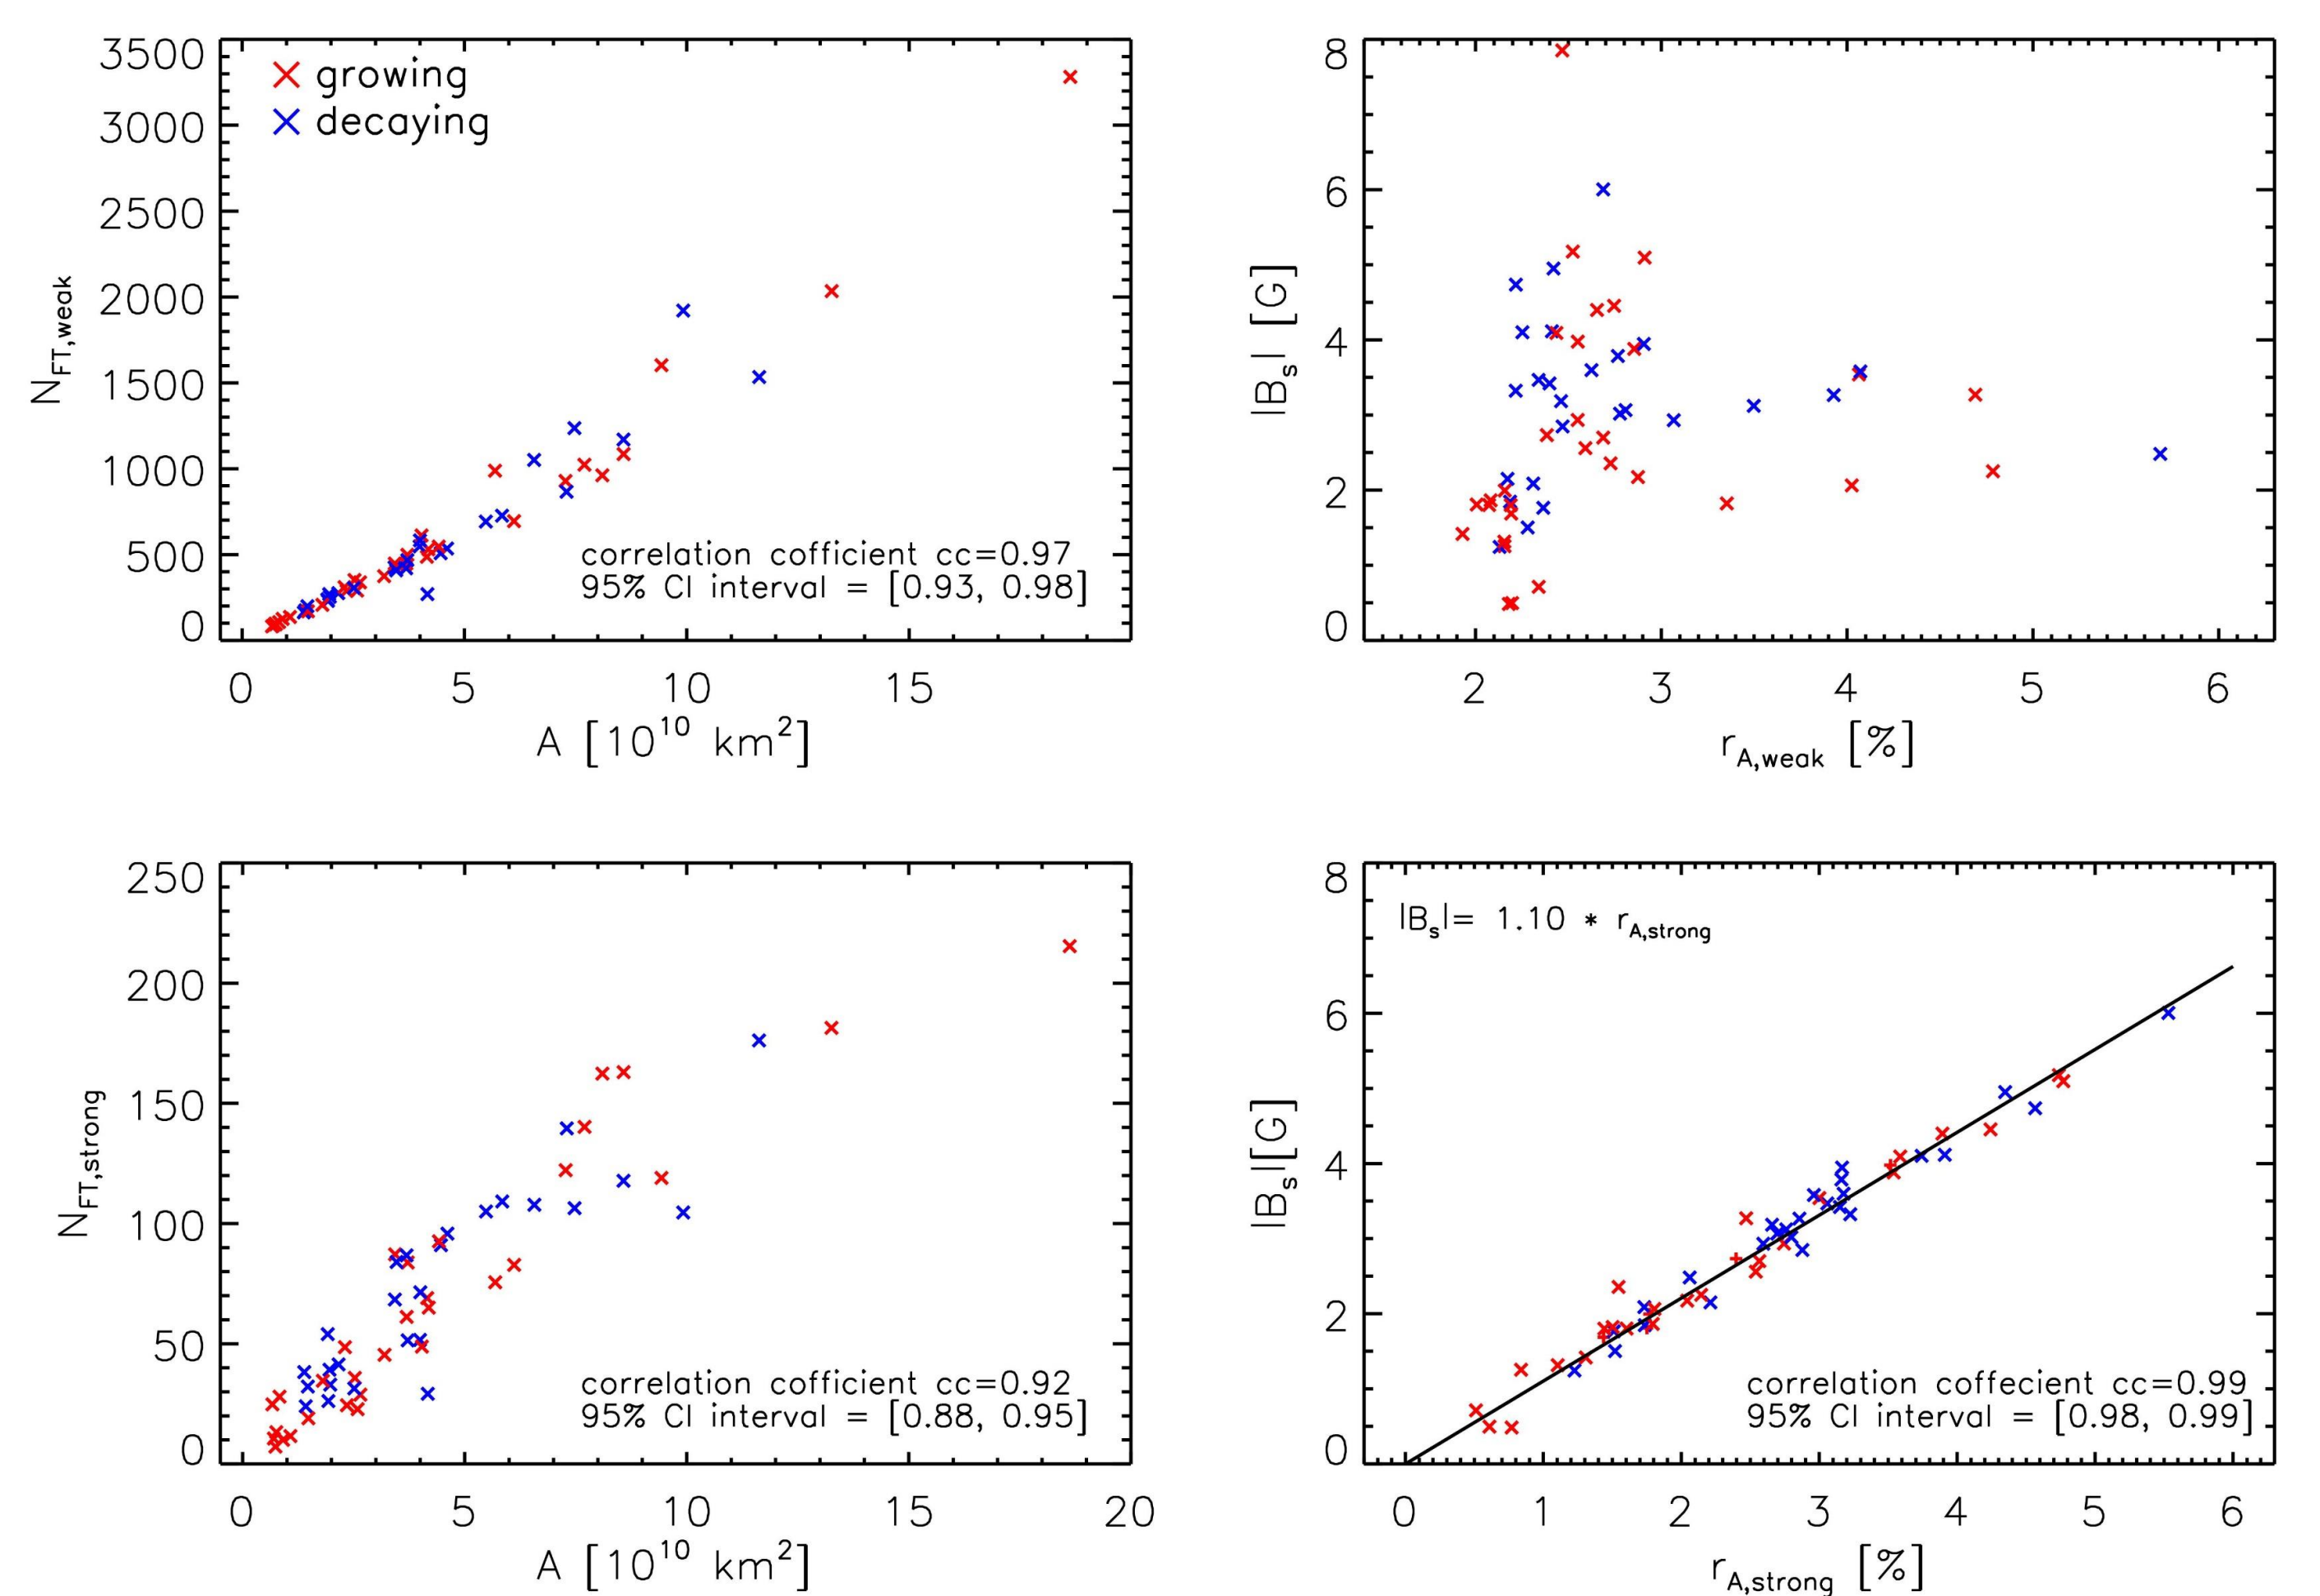 3500
3000
2500
2000
1500
1000
500
0
N_FT,weak
growing
decaying
correlation cofficient cc=0.97
95% CI interval = [0.93, 0.98]
0 5 10 15
A [10^10 km^2]
8
6
4
2
0
|B_s| [G]
2 3 4 5 6
r_A,weak [%]
250
200
150
100
50
0
N_FT,strong
correlation cofficient cc=0.92
95% CI interval = [0.88, 0.95]
0 5 10 15 20
A [10^10 km^2]
8
6
4
2
0
|B_s|[G]
|B_s|= 1.10 * r_A,strong
correlation coffecient cc=0.99
95% CI interval = [0.98, 0.99]
0 1 2 3 4 5 6
r_A,strong [%]